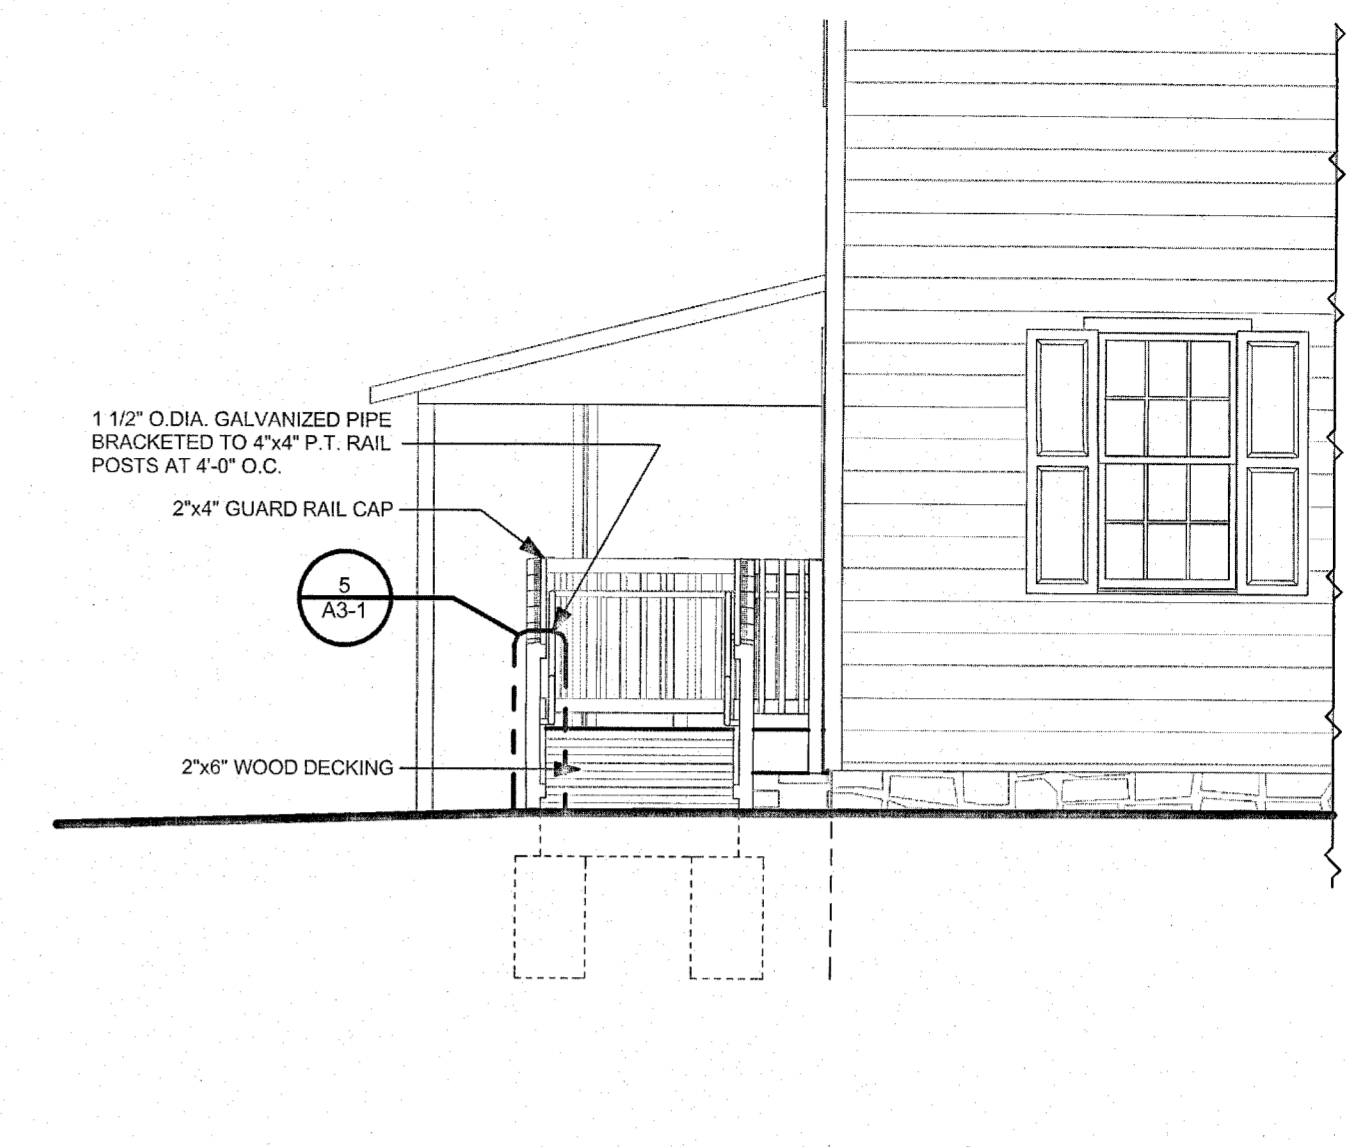 1 1/2" O.DIA. GALVANIZED PIPE
BRACKETED TO 4"x4" P.T. RAIL
POSTS AT 4'-0" O.C.
2"x4" GUARD RAIL CAP
5
A3-1
2"x6" WOOD DECKING